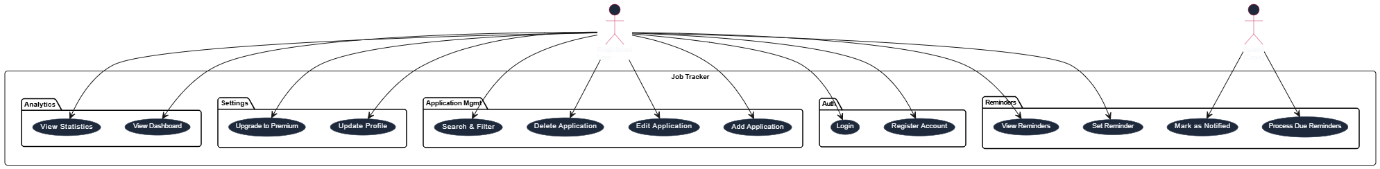 Job Tracker
Analytics
View Statistics
View Dashboard
Settings
Upgrade to Premium
Update Profile
Application Mgmt
Search & Filter
Delete Application
Edit Application
Add Application
Auth
Login
Register Account
Reminders
View Reminders
Set Reminder
Mark as Notified
Process Due Reminders